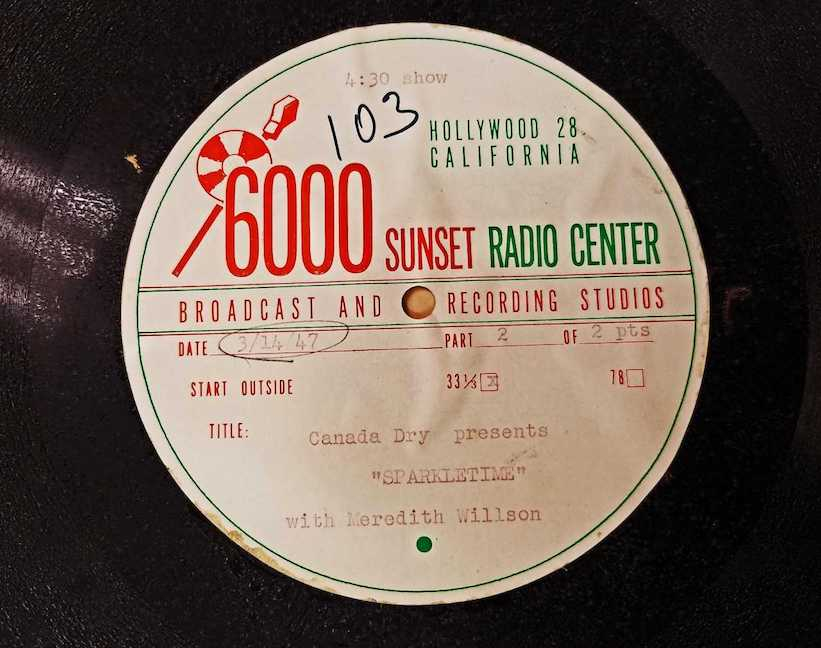 4:30 show
103
HOLLYWOOD 28
CALIFORNIA
6000 SUNSET RADIO CENTER
BROADCAST AND RECORDING STUDIOS
DATE 3/14/47 PART 2 OF 2 pts
START OUTSIDE 33⅓ X 78
TITLE: Canada Dry presents
"SPARKLETIME"
with Meredith Willson